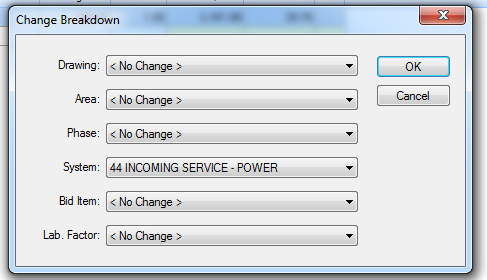 Change Breakdown
Drawing: < No Change >
OK
Area: < No Change >
Cancel
Phase: < No Change >
System: 44 INCOMING SERVICE - POWER
Bid Item: < No Change >
Lab. Factor: < No Change >